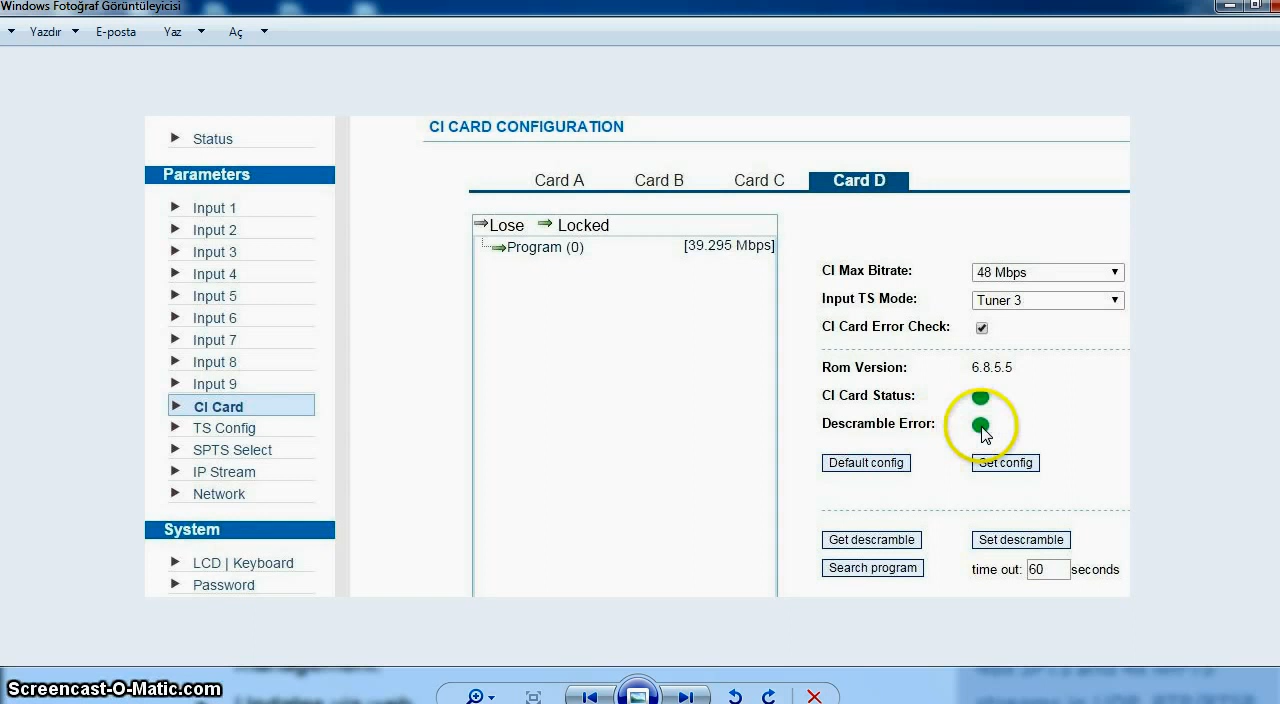 Windows Fotoğraf Görüntüleyicisi
Yazdır E-posta Yaz Aç
CI CARD CONFIGURATION
Status
Parameters
Input 1
Input 2
Input 3
Input 4
Input 5
Input 6
Input 7
Input 8
Input 9
CI Card
TS Config
SPTS Select
IP Stream
Network
System
LCD | Keyboard
Password
Card A Card B Card C Card D
Lose Locked
Program (0) [39.295 Mbps]
CI Max Bitrate: 48 Mbps
Input TS Mode: Tuner 3
CI Card Error Check:
Rom Version: 6.8.5.5
CI Card Status:
Descramble Error:
Default config Set config
Get descramble Set descramble
Search program time out: 60 seconds
Updates via web
Screencast-O-Matic.com